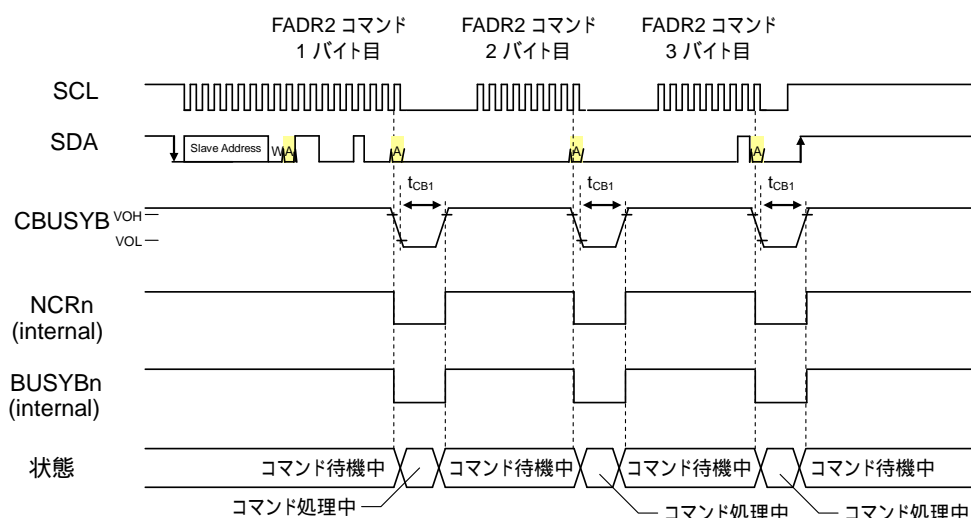 FADR2 コマンド
1 バイト目
FADR2 コマンド
2 バイト目
FADR2 コマンド
3 バイト目
SCL
SDA
Slave Address
W
A
A
A
A
tCB1
tCB1
tCB1
CBUSYB
VOH
VOL
NCRn
(internal)
BUSYBn
(internal)
状態
コマンド待機中
コマンド待機中
コマンド待機中
コマンド待機中
コマンド処理中
コマンド処理中
コマンド処理中